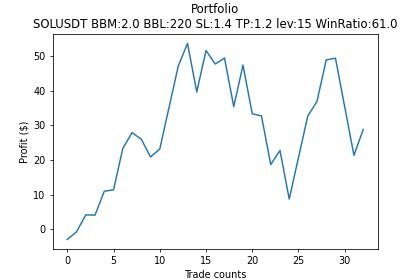 Portfolio
SOLUSDT BBM:2.0 BBL:220 SL:1.4 TP:1.2 lev:15 WinRatio:61.0
50
40
30
20
10
0
Profit ($)
0 5 10 15 20 25 30
Trade counts